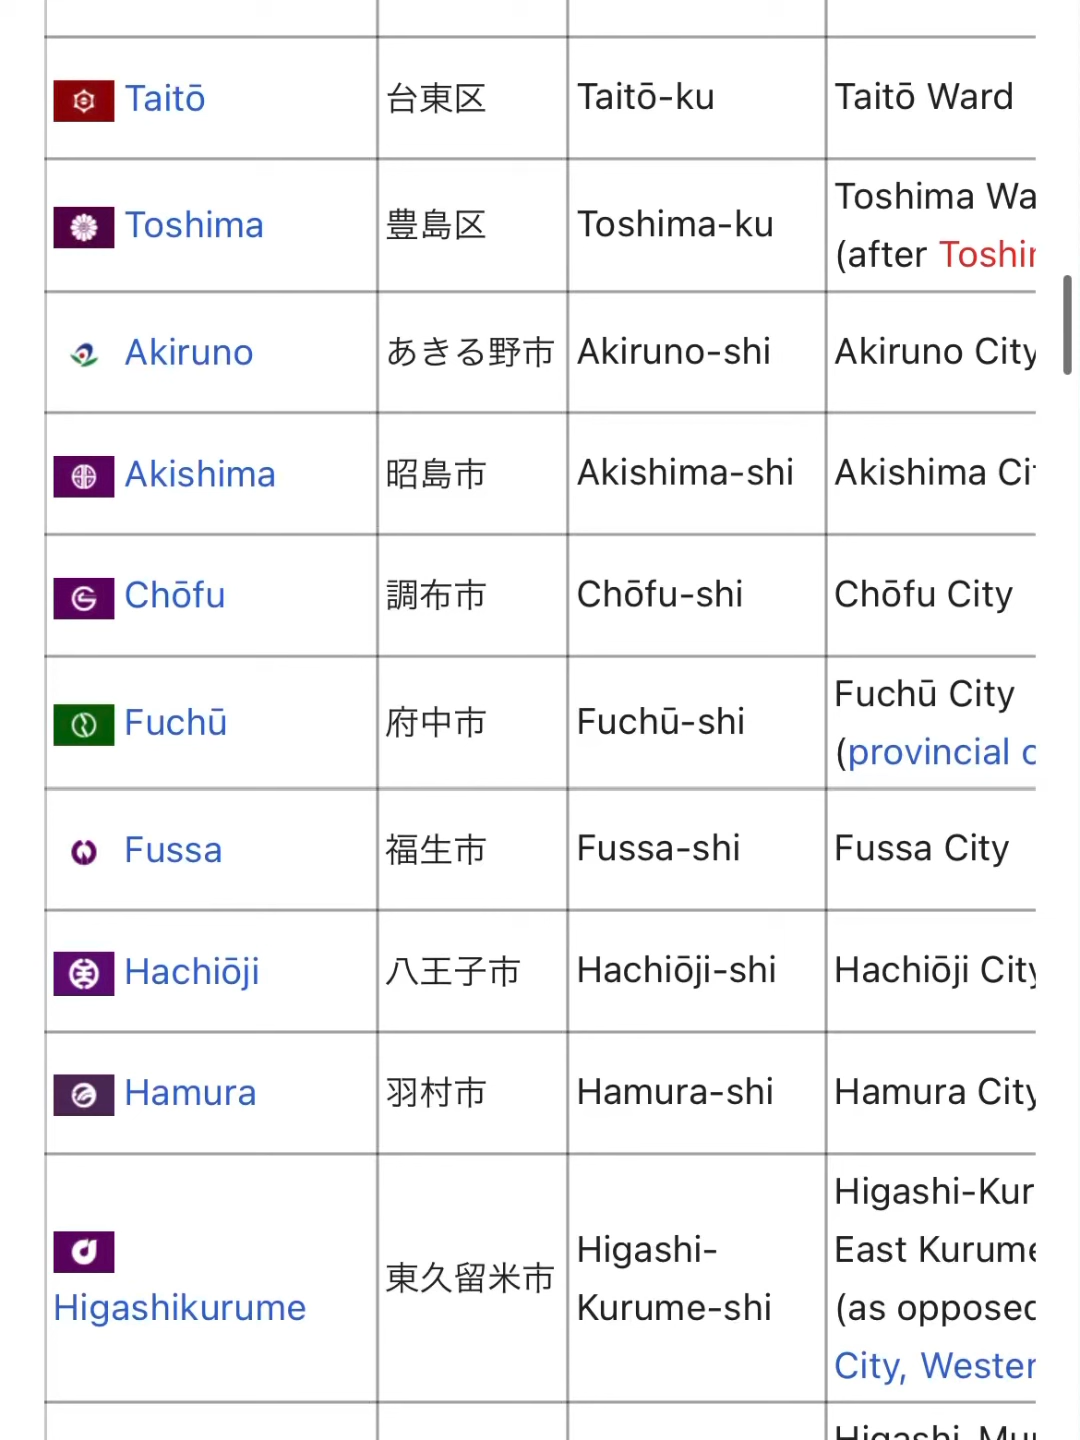 Taitō 台東区 Taitō-ku Taitō Ward
Toshima 豊島区 Toshima-ku Toshima Wa
(after Toshir
Akiruno あきる野市 Akiruno-shi Akiruno City
Akishima 昭島市 Akishima-shi Akishima Cit
Chōfu 調布市 Chōfu-shi Chōfu City
Fuchū 府中市 Fuchū-shi Fuchū City
(provincial c
Fussa 福生市 Fussa-shi Fussa City
Hachiōji 八王子市 Hachiōji-shi Hachiōji City
Hamura 羽村市 Hamura-shi Hamura City
Higashikurume 東久留米市 Higashi-
Kurume-shi
Higashi-Kur
East Kurume
(as opposed
City, Wester